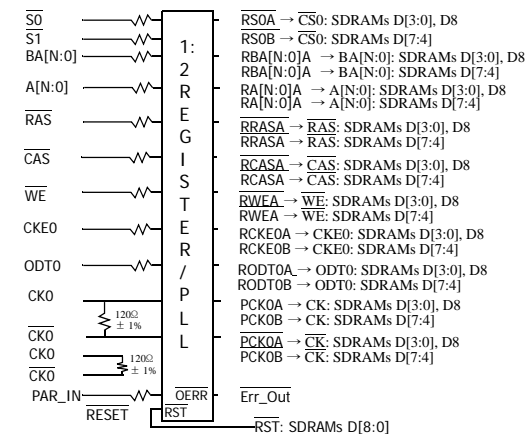 S0
S1
BA[N:0]
A[N:0]
RAS
CAS
WE
CKE0
ODT0
CK0
120Ω
± 1%
CK0
CK0
120Ω
± 1%
CK0
PAR_IN
RESET
1:
2
R
E
G
I
S
T
E
R
/
P
L
L
OERR
RST
RS0A → CS0: SDRAMs D[3:0], D8
RS0B → CS0: SDRAMs D[7:4]
RBA[N:0]A → BA[N:0]: SDRAMs D[3:0], D8
RBA[N:0]A → BA[N:0]: SDRAMs D[7:4]
RA[N:0]A → A[N:0]: SDRAMs D[3:0], D8
RA[N:0]A → A[N:0]: SDRAMs D[7:4]
RRASA → RAS: SDRAMs D[3:0], D8
RRASA → RAS: SDRAMs D[7:4]
RCASA → CAS: SDRAMs D[3:0], D8
RCASA → CAS: SDRAMs D[7:4]
RWEA → WE: SDRAMs D[3:0], D8
RWEA → WE: SDRAMs D[7:4]
RCKE0A → CKE0: SDRAMs D[3:0], D8
RCKE0B → CKE0: SDRAMs D[7:4]
RODT0A → ODT0: SDRAMs D[3:0], D8
RODT0B → ODT0: SDRAMs D[7:4]
PCK0A → CK: SDRAMs D[3:0], D8
PCK0B → CK: SDRAMs D[7:4]
PCK0A → CK: SDRAMs D[3:0], D8
PCK0B → CK: SDRAMs D[7:4]
Err_Out
RST: SDRAMs D[8:0]